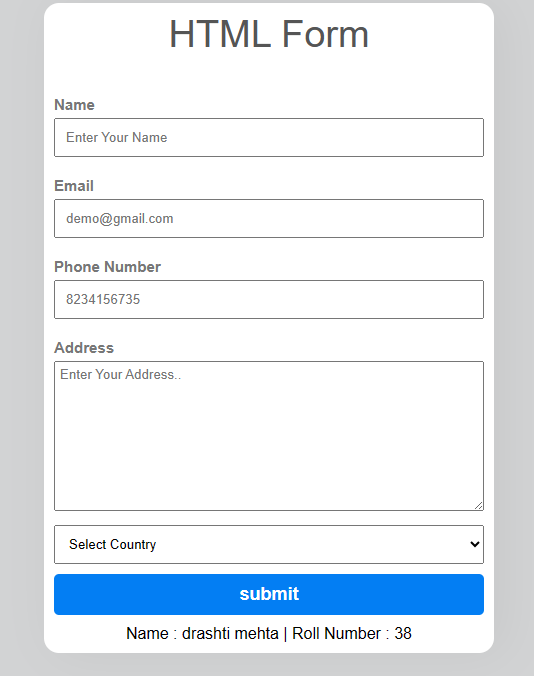 HTML Form
Name
Enter Your Name
Email
demo@gmail.com
Phone Number
8234156735
Address
Enter Your Address..
Select Country
submit
Name : drashti mehta | Roll Number : 38